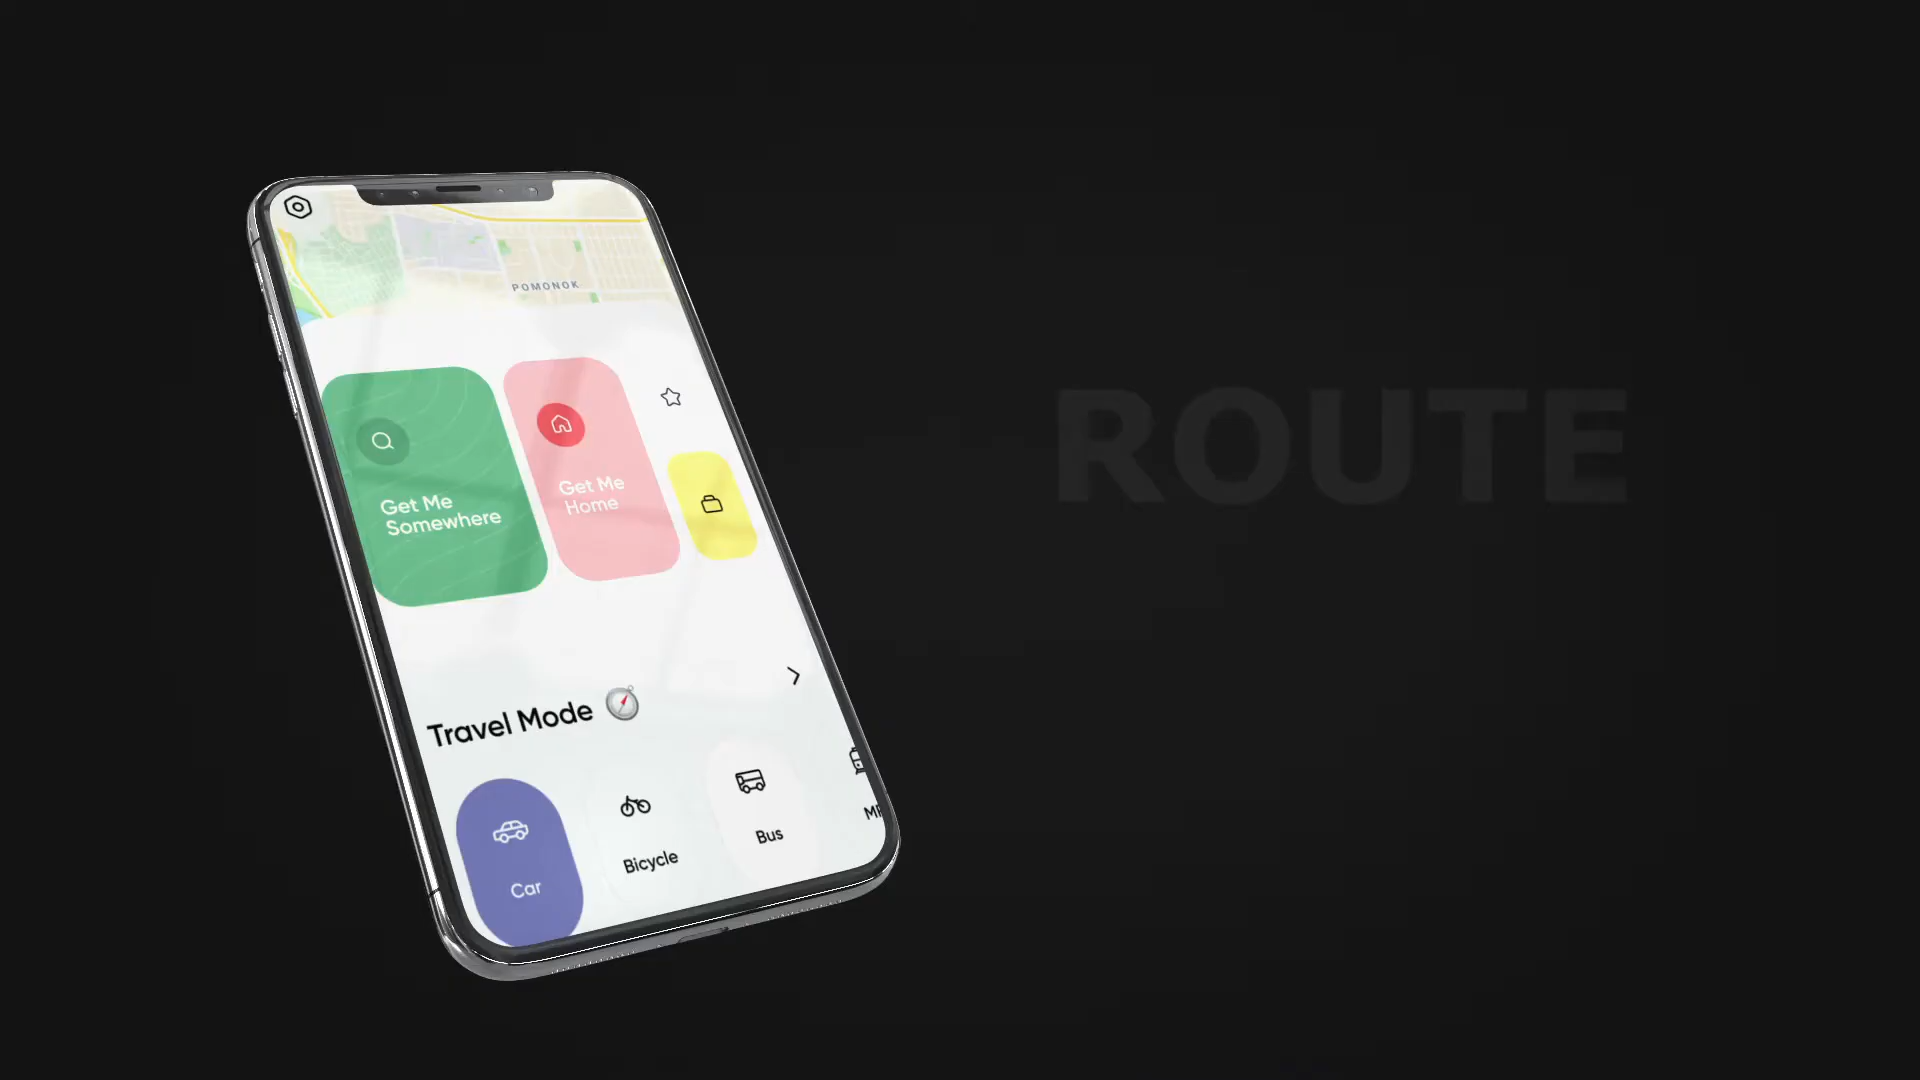 POMONOK
Get Me
Somewhere
Get Me
Home
Travel Mode
Car
Bicycle
Bus
ROUTE